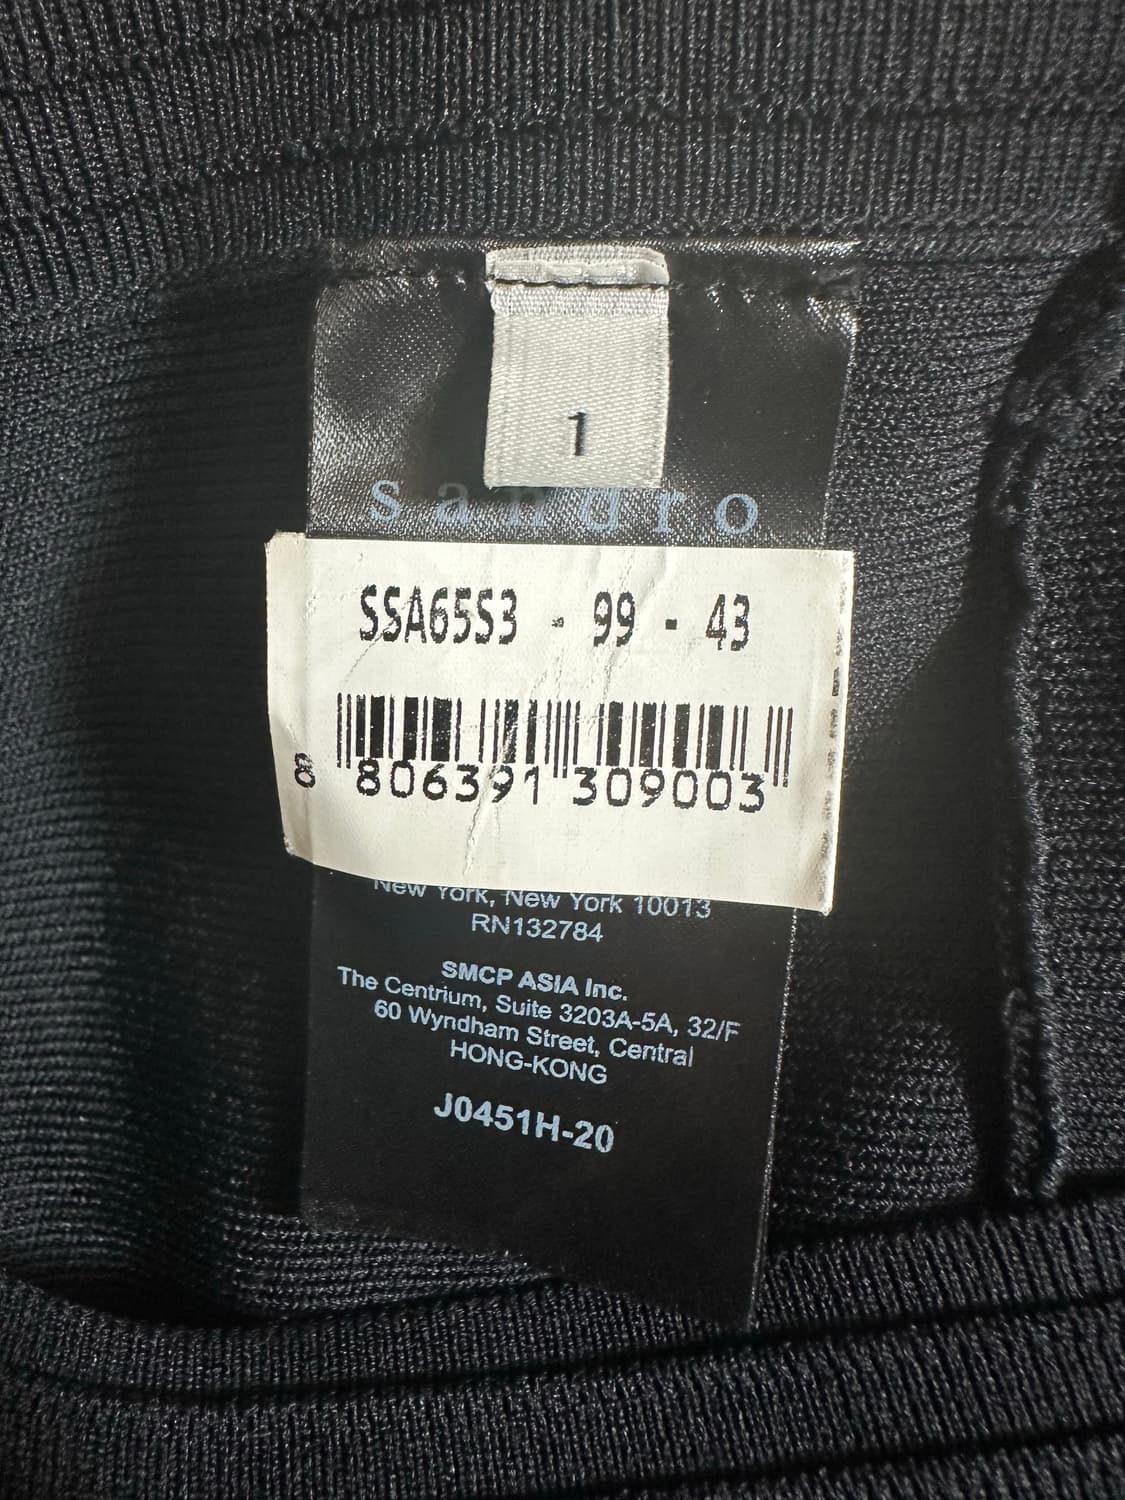 1
sandro
SSA65S3 - 99 - 43
8 806391 309003
New York, New York 10013
RN132784
SMCP ASIA Inc.
The Centrium, Suite 3203A-5A, 32/F
60 Wyndham Street, Central
HONG-KONG
J0451H-20